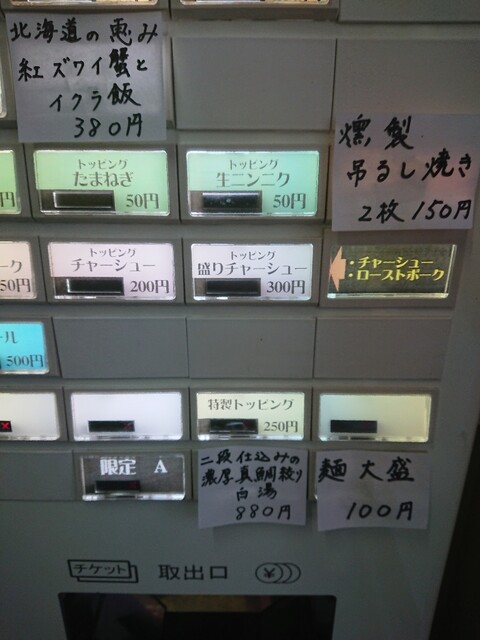 北海道の恵み
紅ズワイ蟹と
イクラ飯
380円
燻製
吊るし焼き
2枚150円
円
トッピング
たまねぎ
50円
トッピング
生ニンニク
50円
ーク
50円
トッピング
チャーシュー
200円
トッピング
盛りチャーシュー
300円
・チャーシュー
・ローストポーク
ール
500円
特製トッピング
250円
限定 A
二段仕込みの
濃厚真鯛絞り
白湯
880円
麺大盛
100円
チケット 取出口 ¥